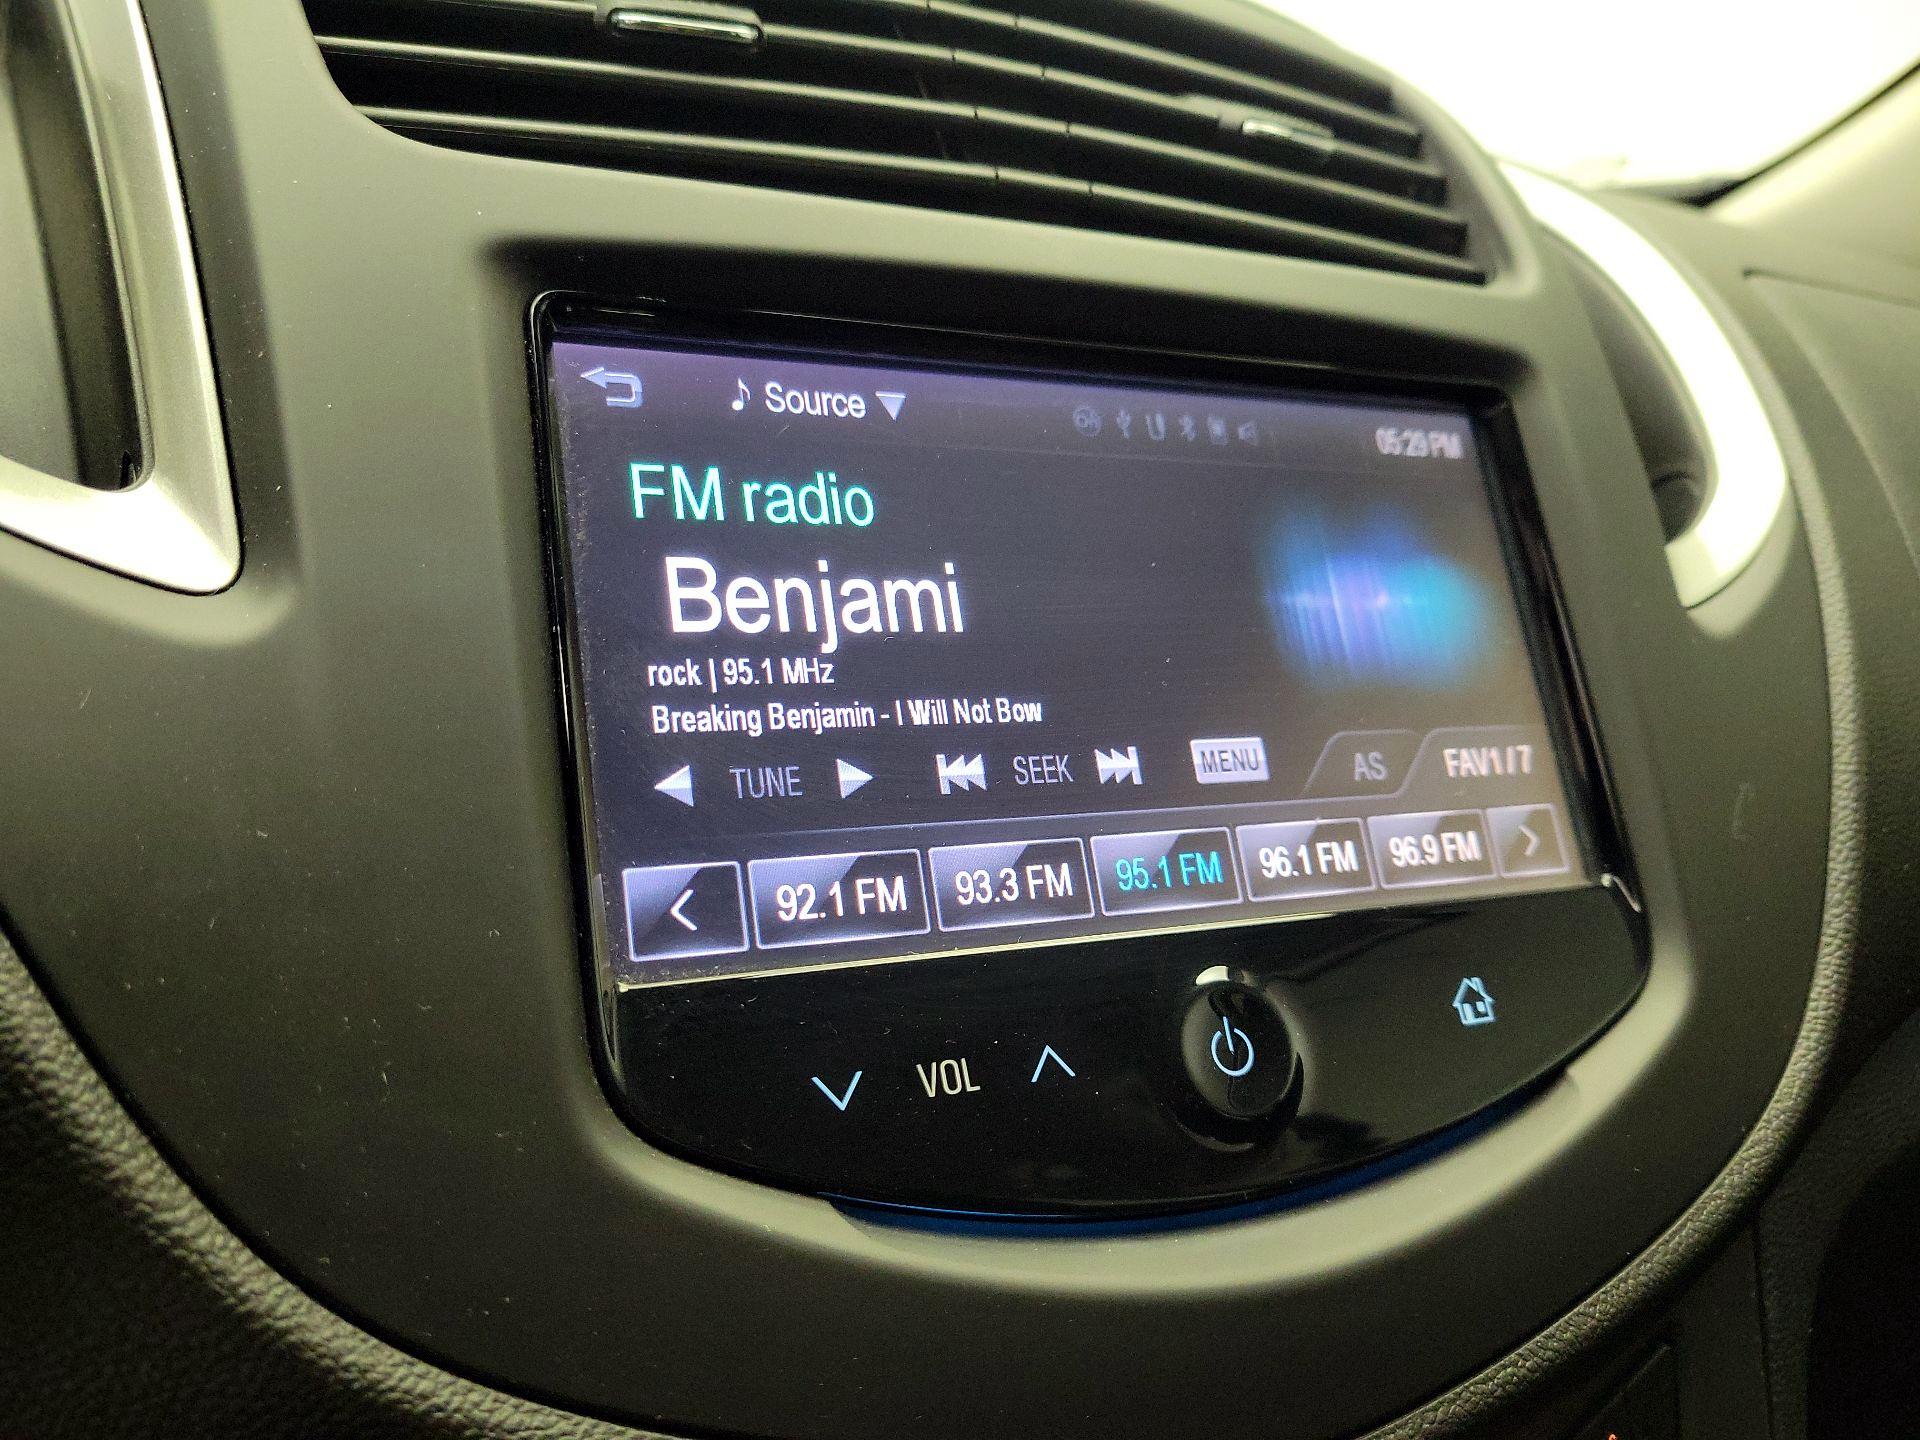 Source
05:29 PM
FM radio
Benjami
rock | 95.1 MHz
Breaking Benjamin - I Will Not Bow
TUNE SEEK MENU AS FAV1/7
92.1 FM 93.3 FM 95.1 FM 96.1 FM 96.9 FM
VOL